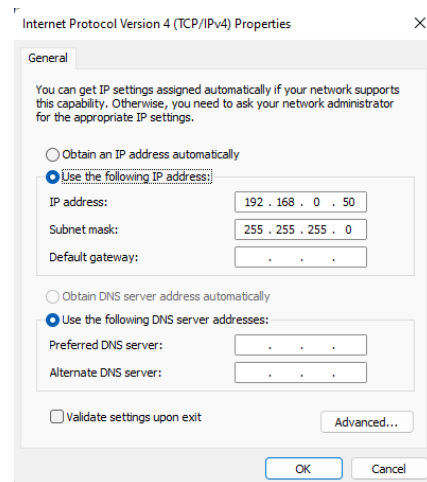 Internet Protocol Version 4 (TCP/IPv4) Properties
General
You can get IP settings assigned automatically if your network supports
this capability. Otherwise, you need to ask your network administrator
for the appropriate IP settings.
Obtain an IP address automatically
Use the following IP address:
IP address: 192 . 168 . 0 . 50
Subnet mask: 255 . 255 . 255 . 0
Default gateway: . . .
Obtain DNS server address automatically
Use the following DNS server addresses:
Preferred DNS server: . . .
Alternate DNS server: . . .
Validate settings upon exit
Advanced...
OK Cancel